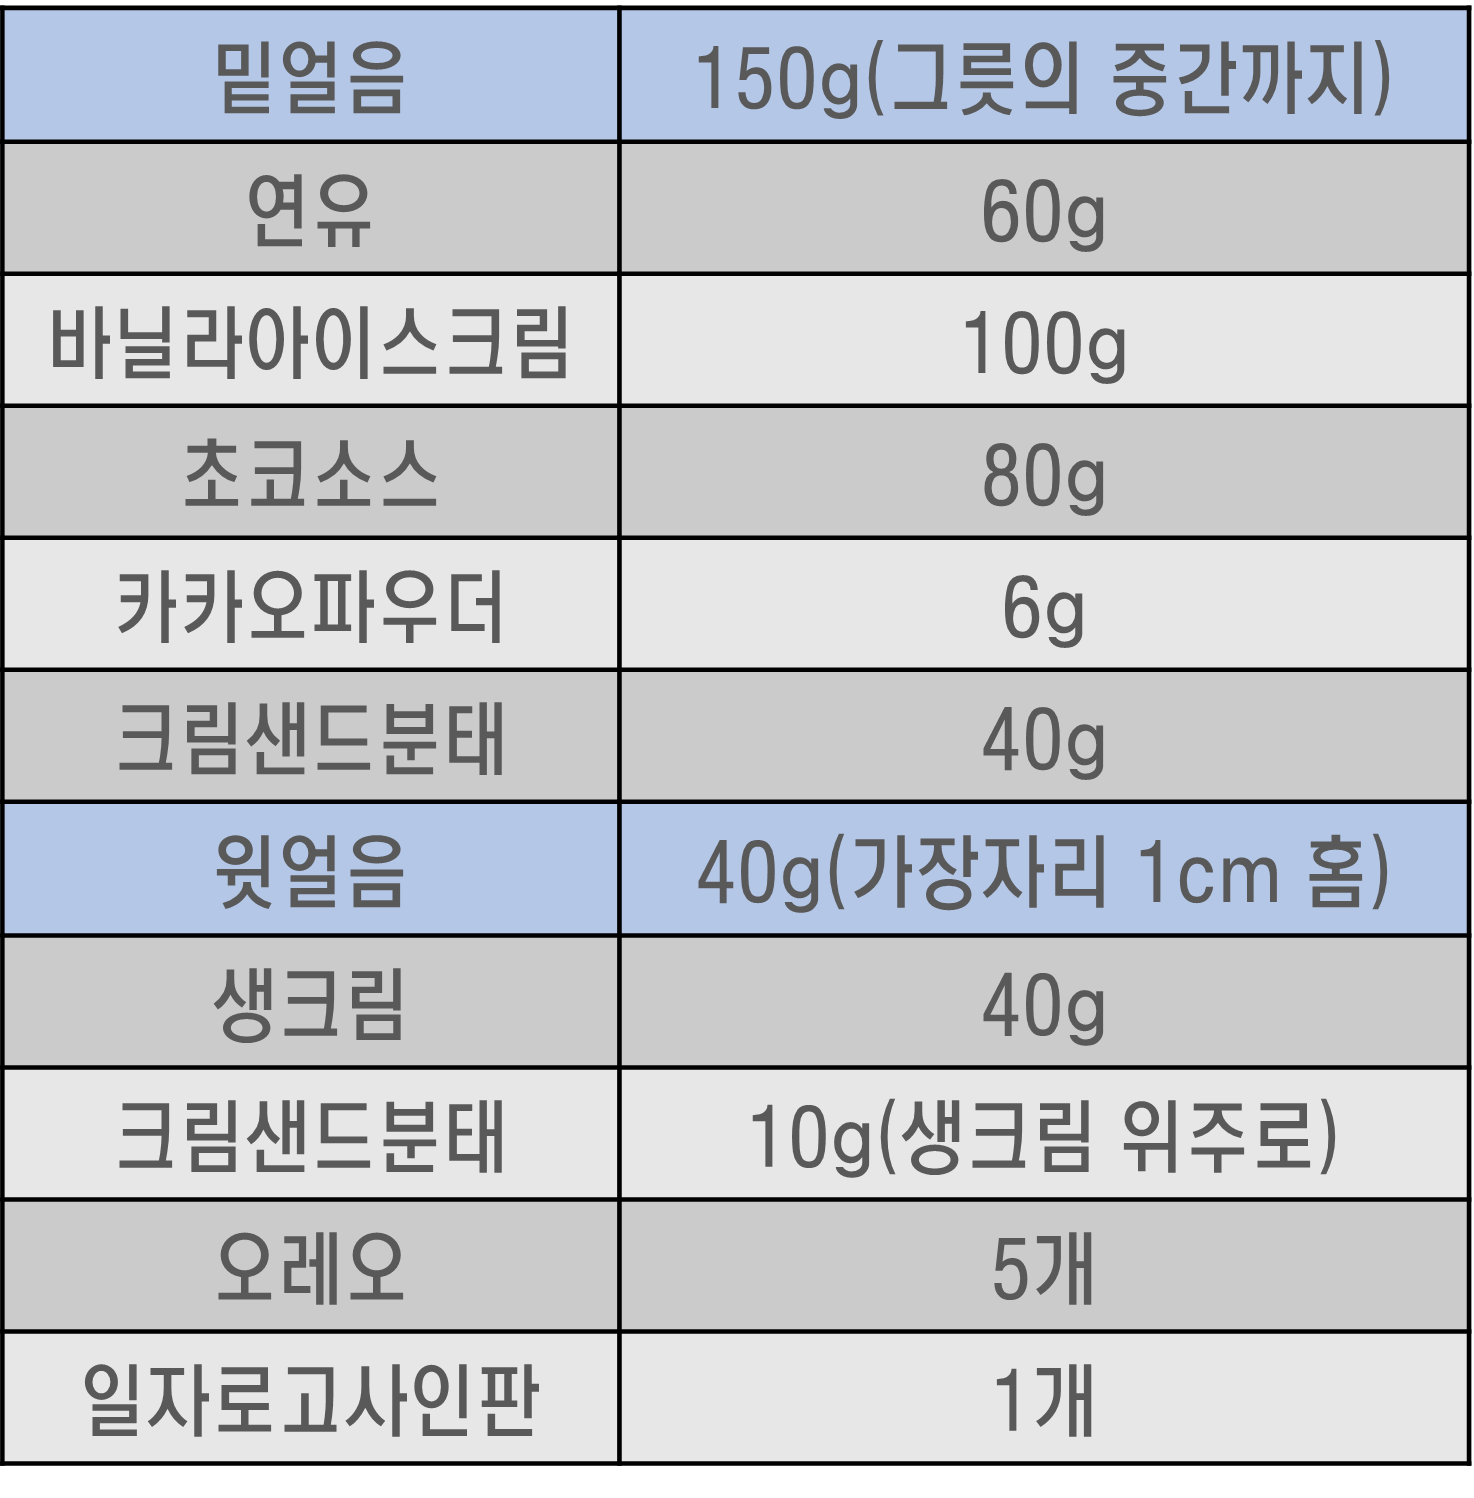 밑얼음 150g(그릇의 중간까지)
연유 60g
바닐라아이스크림 100g
초코소스 80g
카카오파우더 6g
크림샌드분태 40g
윗얼음 40g(가장자리 1cm 홈)
생크림 40g
크림샌드분태 10g(생크림 위주로)
오레오 5개
일자로고사인판 1개